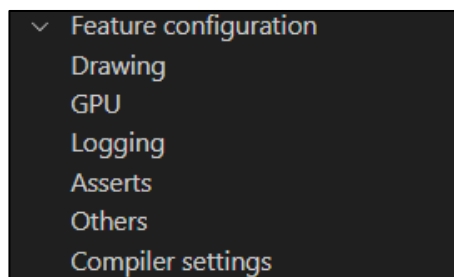 Feature configuration
Drawing
GPU
Logging
Asserts
Others
Compiler settings